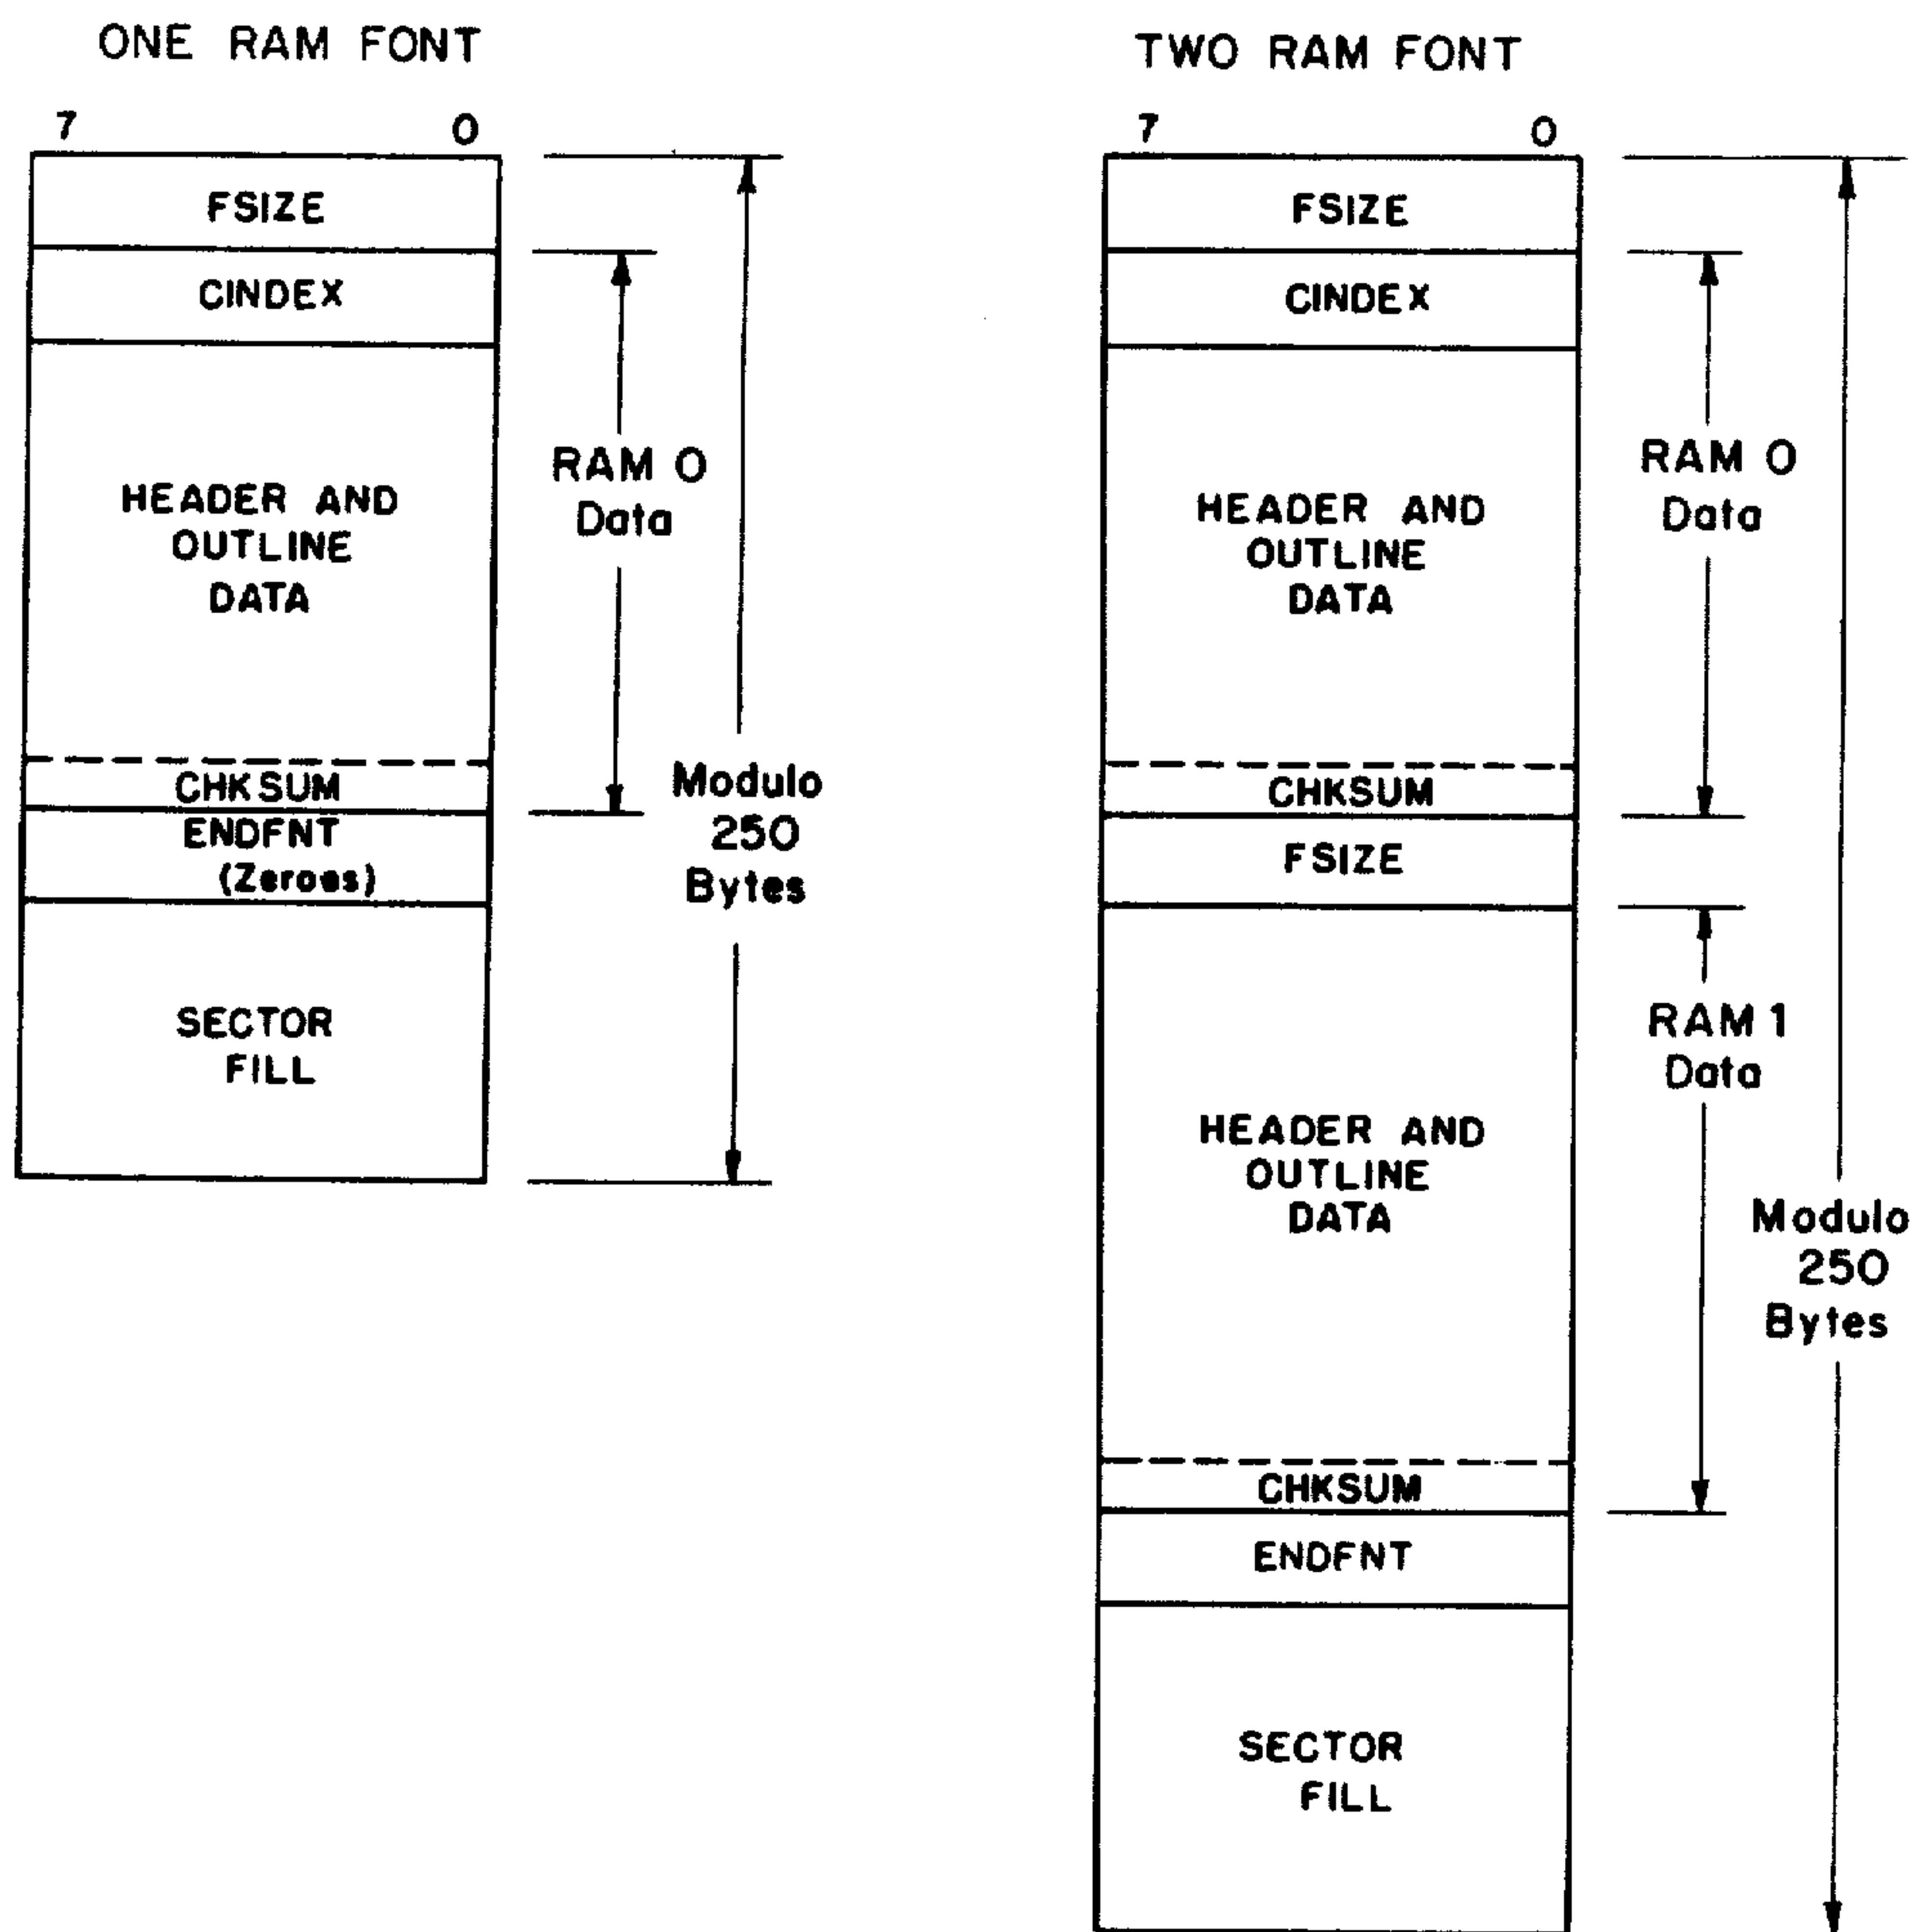 ONE RAM FONT
7 0
FSIZE
CINDEX
HEADER AND
OUTLINE
DATA
CHKSUM
ENDFNT
(Zeroes)
SECTOR
FILL
RAM 0
Data
Modulo
250
Bytes
TWO RAM FONT
7 0
FSIZE
CINDEX
HEADER AND
OUTLINE
DATA
CHKSUM
FSIZE
HEADER AND
OUTLINE
DATA
CHKSUM
ENDFNT
SECTOR
FILL
RAM 0
Data
RAM 1
Data
Modulo
250
Bytes